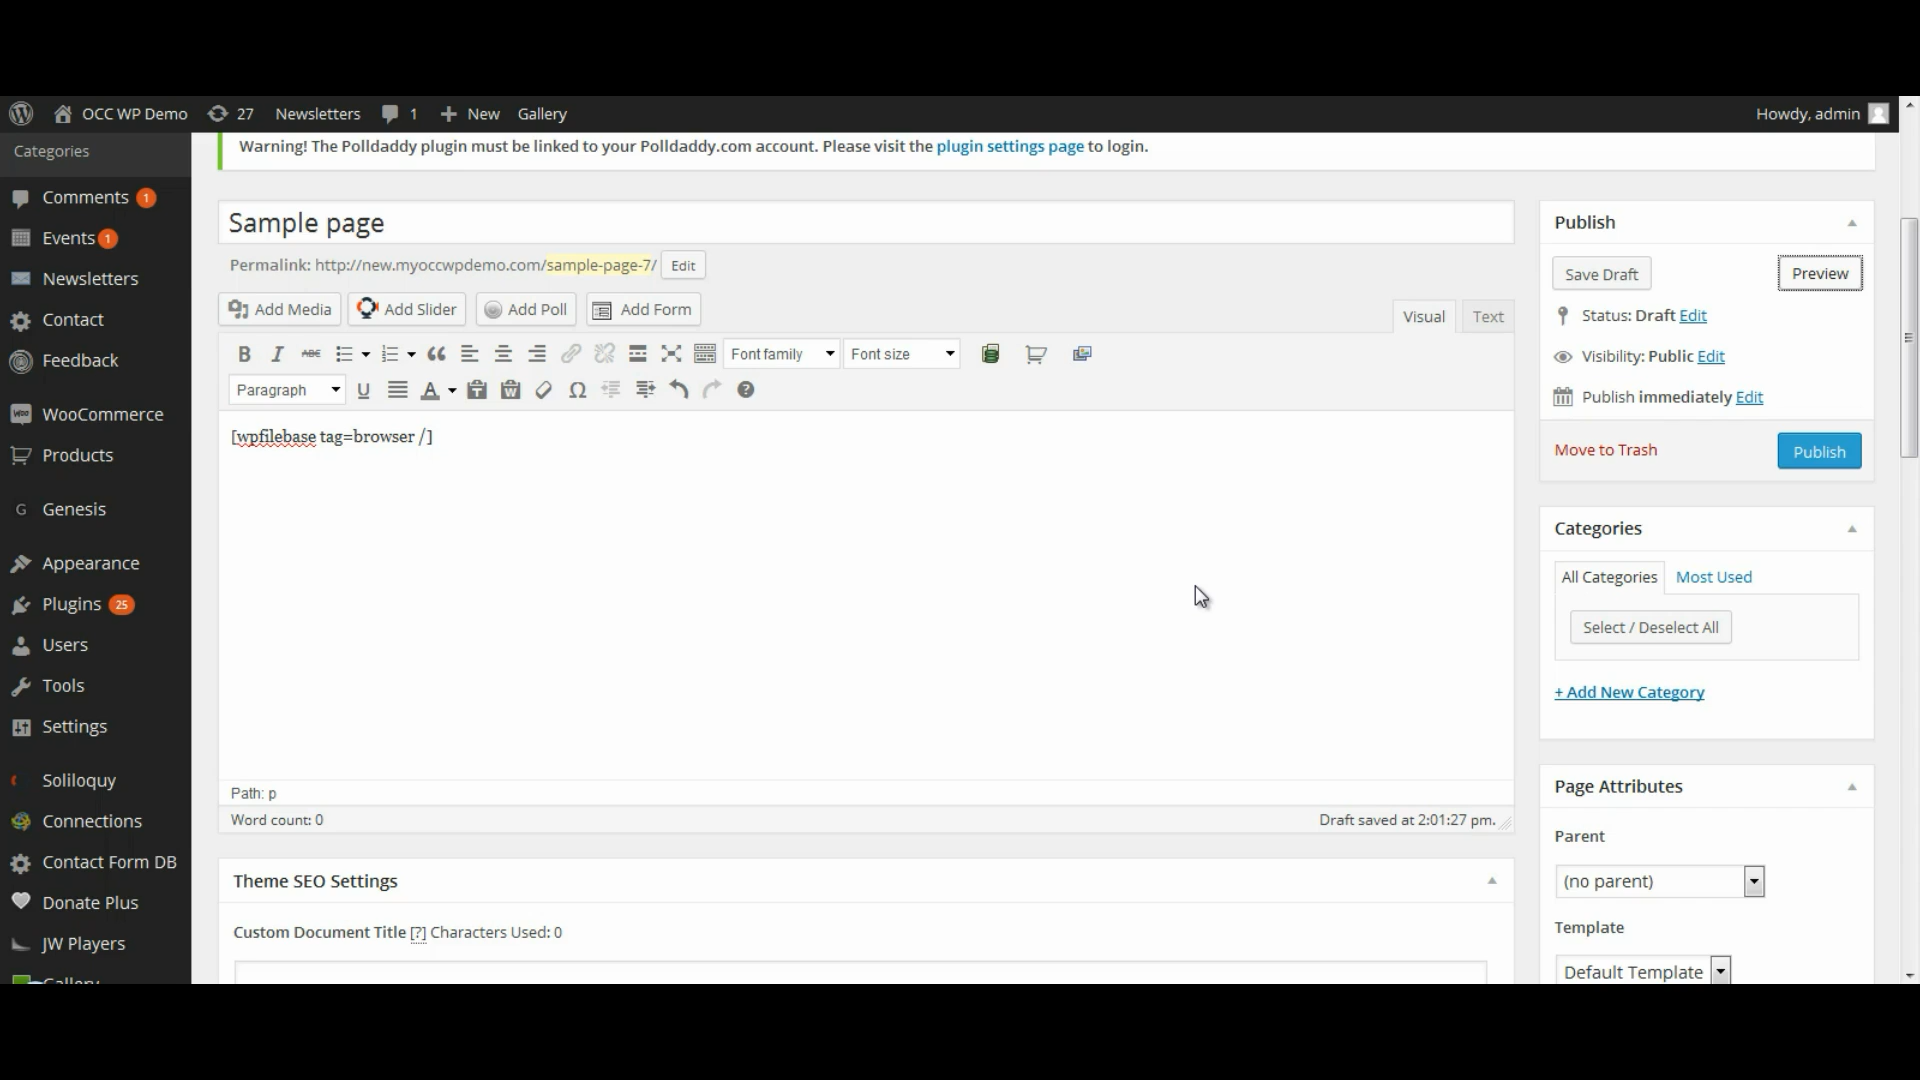 OCC WP Demo 27 Newsletters 1 New Gallery Howdy, admin
Categories
Comments 1
Events 1
Newsletters
Contact
Feedback
WooCommerce
Products
G Genesis
Appearance
Plugins 25
Users
Tools
Settings
Soliloquy
Connections
Contact Form DB
Donate Plus
JW Players
Gallery
Warning! The Polldaddy plugin must be linked to your Polldaddy.com account. Please visit the plugin settings page to login.
Sample page
Permalink: http://new.myoccwpdemo.com/sample-page-7/ Edit
Add Media Add Slider Add Poll Add Form
Visual Text
B I ABC Font family Font size
Paragraph U A T W Ω ?
[wpfilebase tag=browser /]
Path: p
Word count: 0 Draft saved at 2:01:27 pm.
Theme SEO Settings
Custom Document Title [?] Characters Used: 0
Publish
Save Draft Preview
Status: Draft Edit
Visibility: Public Edit
Publish immediately Edit
Move to Trash Publish
Categories
All Categories Most Used
Select / Deselect All
+ Add New Category
Page Attributes
Parent
(no parent)
Template
Default Template